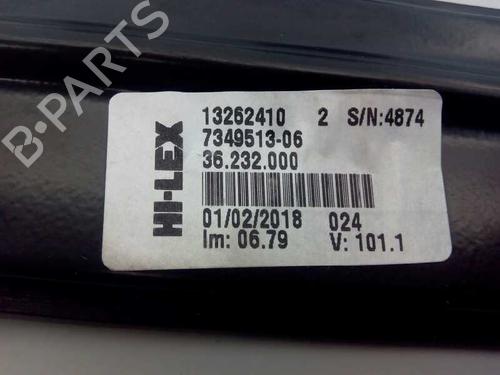 B-PARTS
HI-LEX
13262410 2 S/N:4874
7349513-06
36.232.000
01/02/2018 024
Im: 06.79 V: 101.1